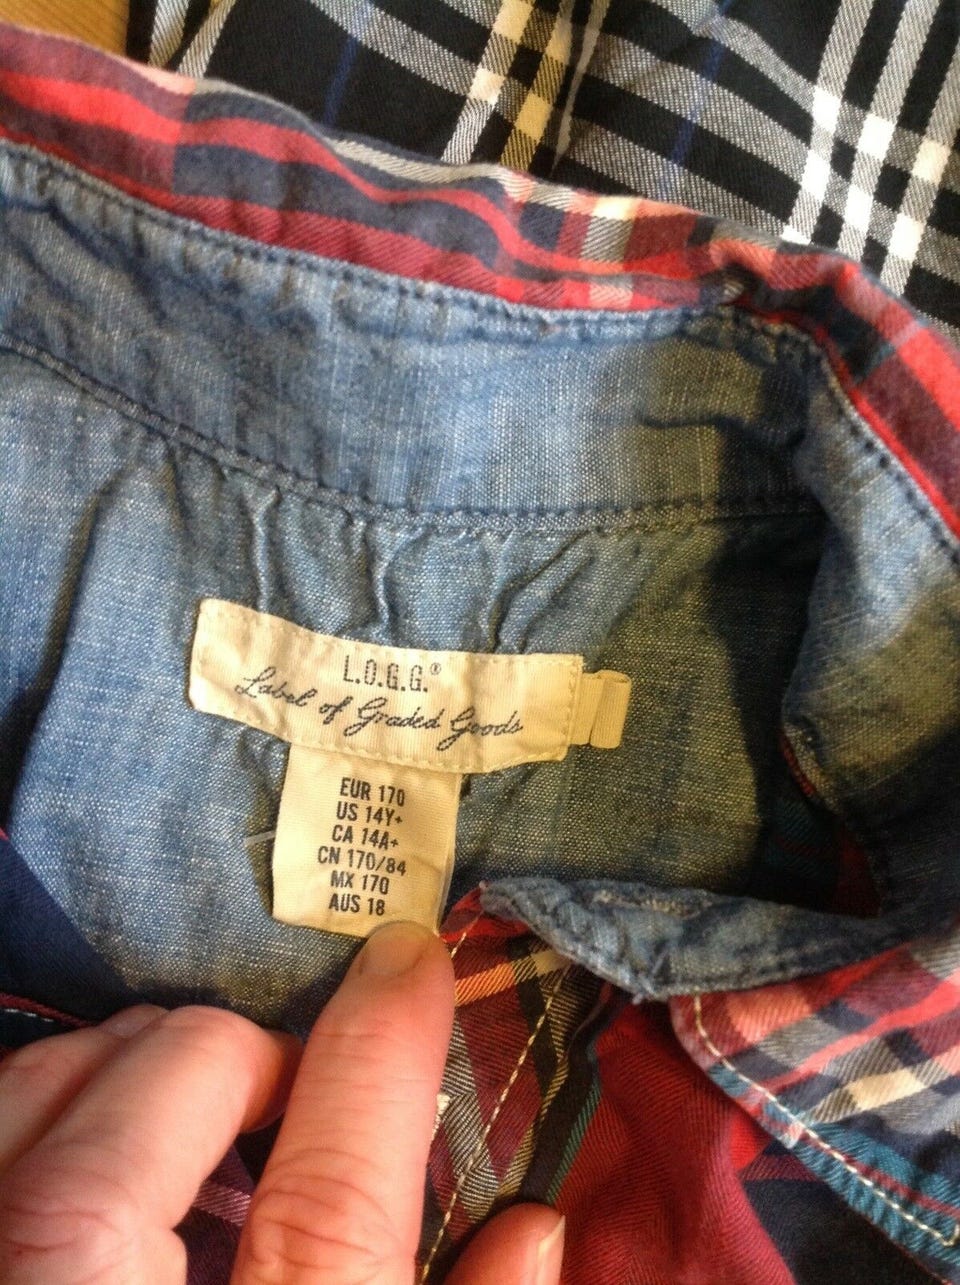 L.O.G.G.®
Label of Graded Goods
EUR 170
US 14Y+
CA 14A+
CN 170/84
MX 170
AUS 18